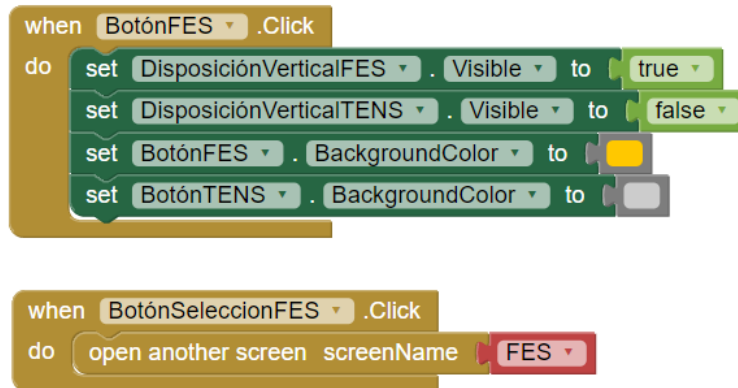 when BotónFES .Click
do set DisposiciónVerticalFES . Visible to true
set DisposiciónVerticalTENS . Visible to false
set BotónFES . BackgroundColor to
set BotónTENS . BackgroundColor to
when BotónSeleccionFES .Click
do open another screen screenName FES